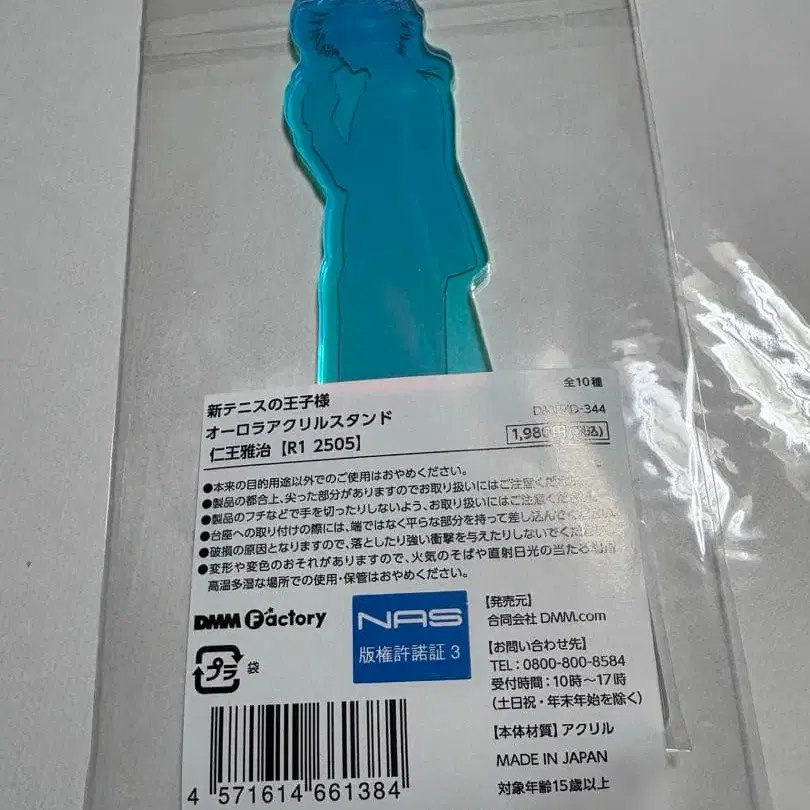 全10種
新テニスの王子様
オーロラアクリルスタンド
仁王雅治【R1 2505】
-344
1,980円(税込)
●本来の目的用途以外でのご使用はおやめください。
●製品の都合上、尖った部分がありますのでお取り扱いにはご注意くだ
●製品のフチなどで手を切ったりしないよう、お取り扱いにはご注意
●台座への取り付けの際には、端ではなく平らな部分を持って差し込んで
●破損の原因となりますので、落としたり強い衝撃を与えたりしないでくだ
●変形や変色のおそれがありますので、火気のそばや直射日光の当たる場所
高温多湿な場所での使用・保管はおやめください。
DMM Factory
NAS
版権許諾証 3
プラ 袋
【発売元】
合同会社 DMM.com
【お問い合わせ先】
TEL:0800-800-8584
受付時間:10時〜17時
(土日祝・年末年始を除く)
【本体材質】アクリル
MADE IN JAPAN
対象年齢15歳以上
4 571614 661384